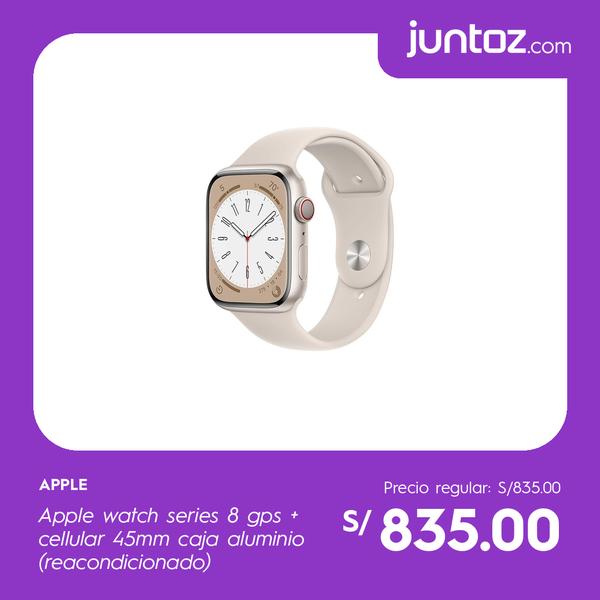 juntoz.com
APPLE
Apple watch series 8 gps +
cellular 45mm caja aluminio
(reacondicionado)
Precio regular: S/835.00
S/ 835.00